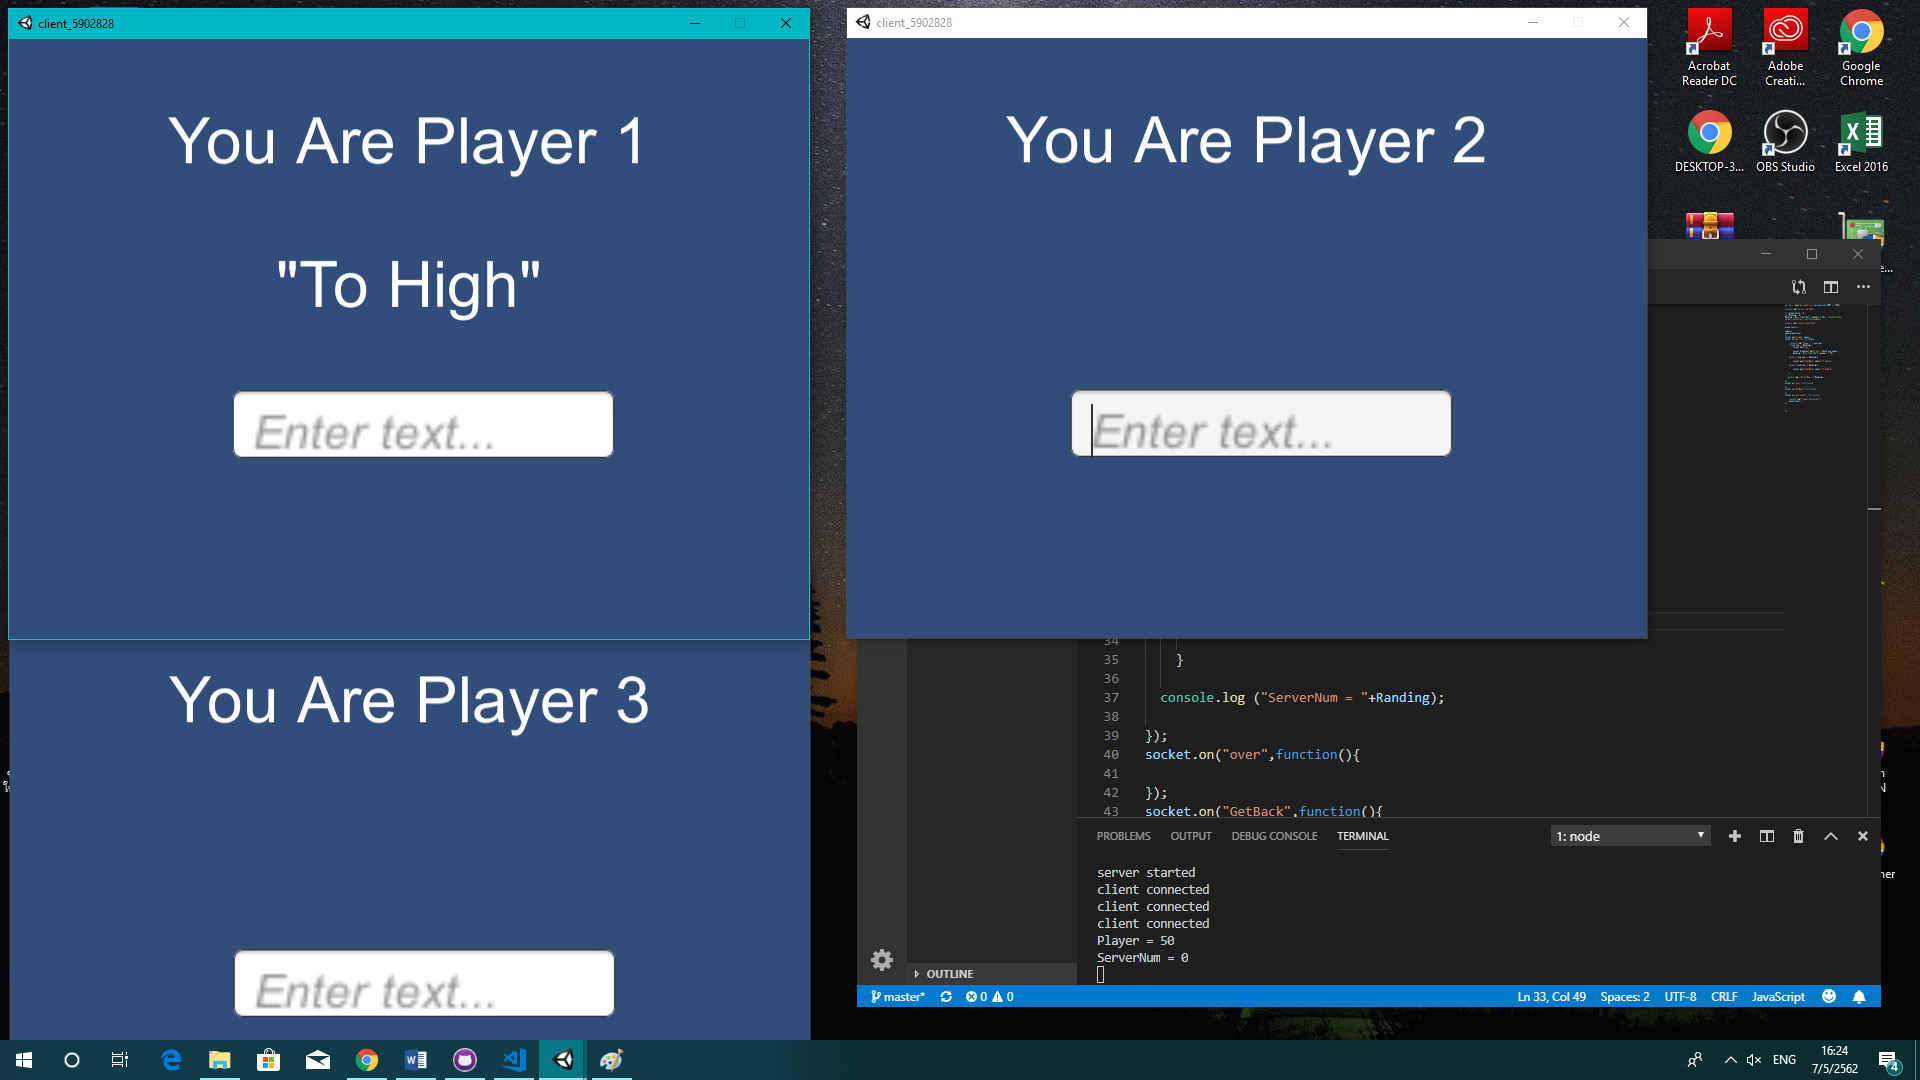 client_5902828
You Are Player 1
"To High"
Enter text...
client_5902828
You Are Player 2
Enter text...
You Are Player 3
Enter text...
Acrobat
Reader DC
Adobe
Creati...
Google
Chrome
DESKTOP-3...
OBS Studio
Excel 2016
34
35 }
36
37 console.log ("ServerNum = "+Randing);
38
39 });
40 socket.on("over",function(){
41
42 });
43 socket.on("GetBack",function(){
PROBLEMS OUTPUT DEBUG CONSOLE TERMINAL 1: node
server started
client connected
client connected
client connected
Player = 50
ServerNum = 0
OUTLINE
master* 0 0 Ln 33, Col 49 Spaces: 2 UTF-8 CRLF JavaScript
ENG
16:24
7/5/2562
4